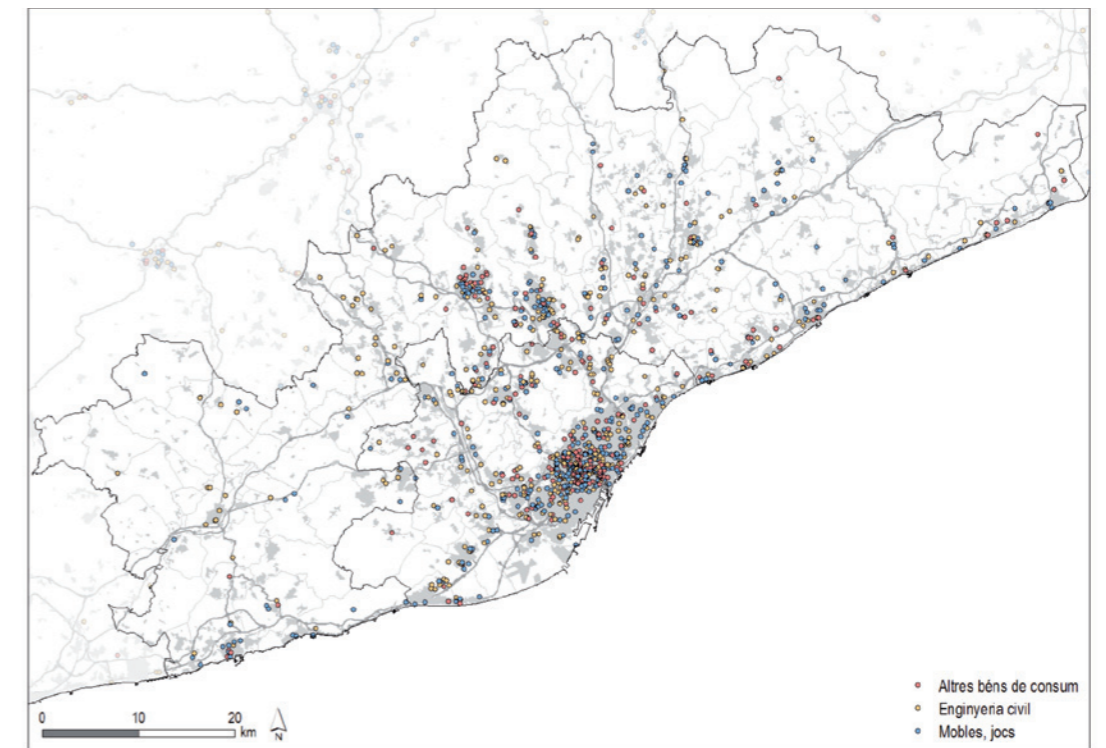 Altres béns de consum
Enginyeria civil
Mobles, jocs
0 10 20
km
N